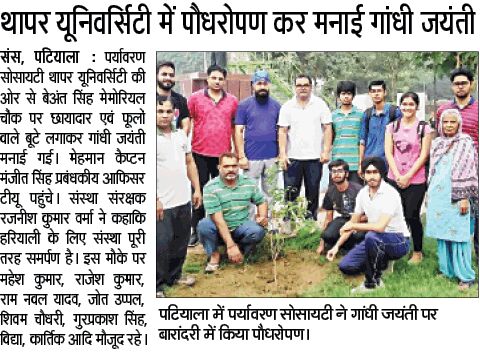 थापर यूनिवर्सिटी में पौधरोपण कर मनाई गांधी जयंती
संस, पटियाला : पर्यावरण
सोसायटी थापर यूनिवर्सिटी की
ओर से बेअंत सिंह मेमोरियल
चौक पर छायादार एवं फूलो
वाले बूटे लगाकर गांधी जयंती
मनाई गई। मेहमान कैप्टन
मंजीत सिंह प्रबंधकीय आफिसर
टीयू पहुंचे। संस्था संरक्षक
रजनीश कुमार वर्मा ने कहाकि
हरियाली के लिए संस्था पूरी
तरह समर्पण है। इस मौके पर
महेश कुमार, राजेश कुमार,
राम नवल यादव, जोत उप्पल,
शिवम चौधरी, गुरप्रकाश सिंह,
विद्या, कार्तिक आदि मौजूद रहे।
पटियाला में पर्यावरण सोसायटी ने गांधी जयंती पर
बारांदरी में किया पौधरोपण।